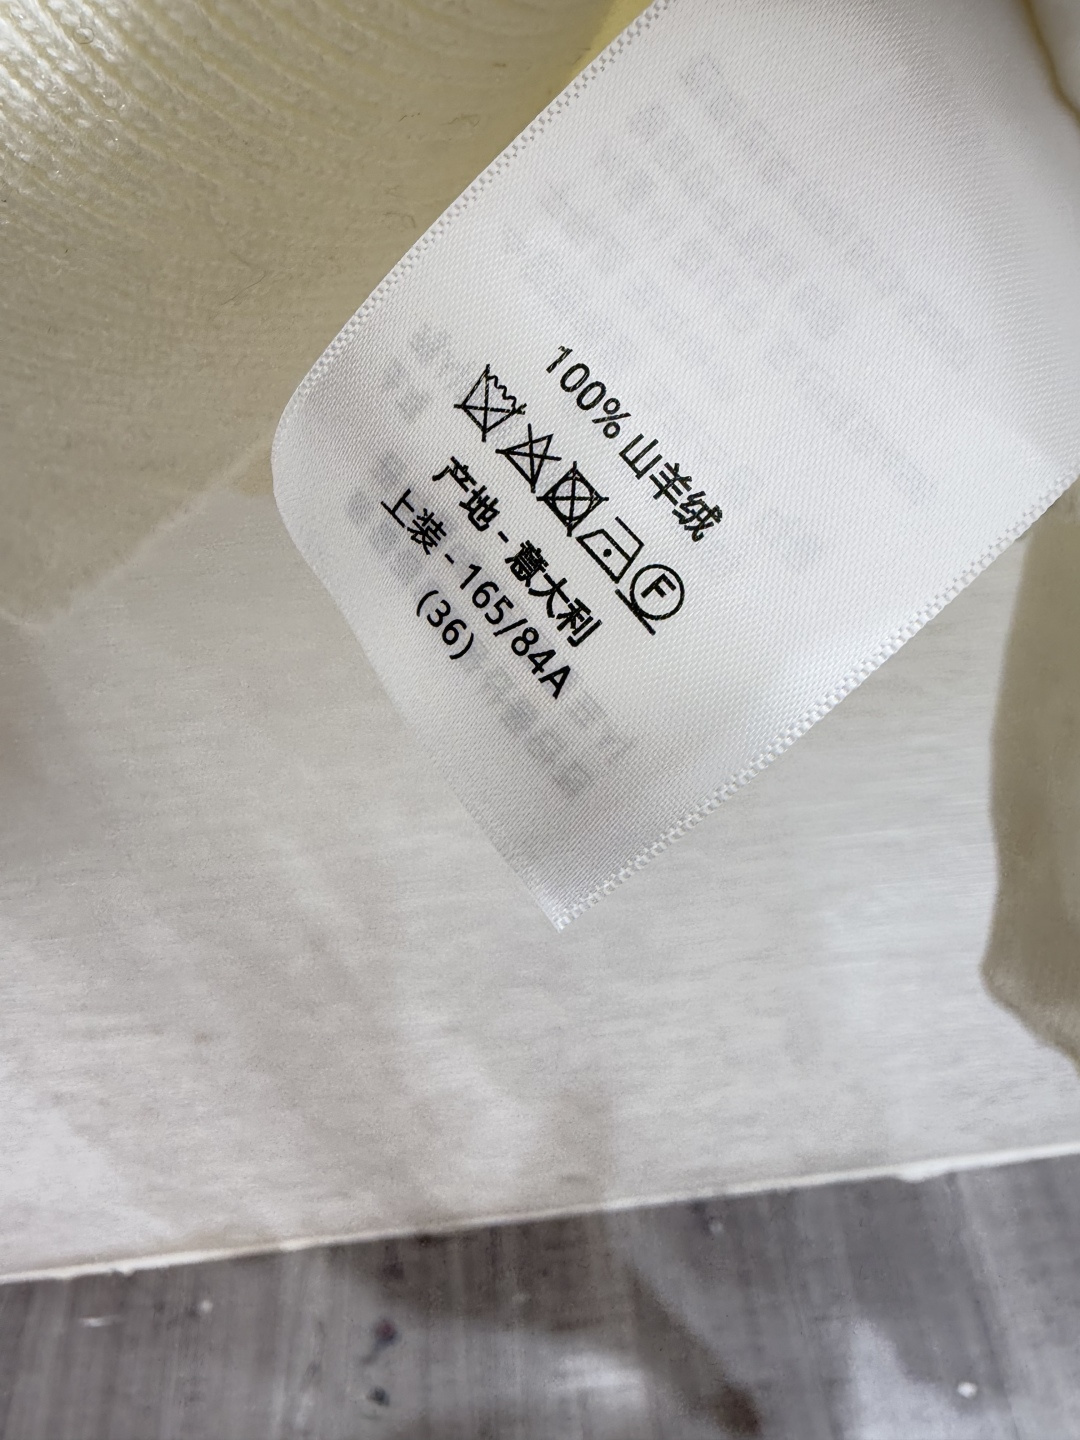 100% 山羊绒
F
产地 - 意大利
上装 - 165/84A
(36)